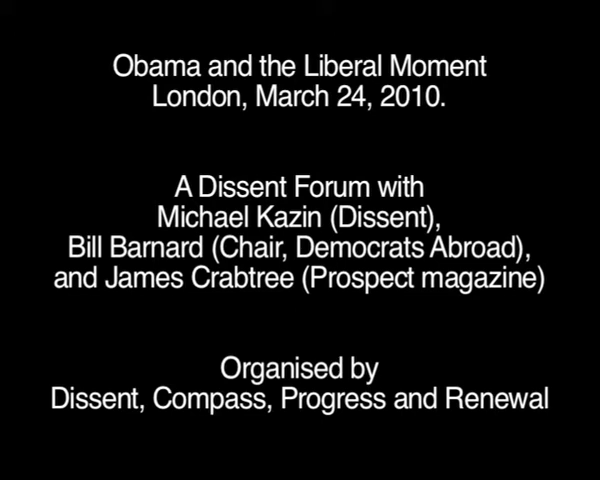 Obama and the Liberal Moment
London, March 24, 2010.
A Dissent Forum with
Michael Kazin (Dissent),
Bill Barnard (Chair, Democrats Abroad),
and James Crabtree (Prospect magazine)
Organised by
Dissent, Compass, Progress and Renewal